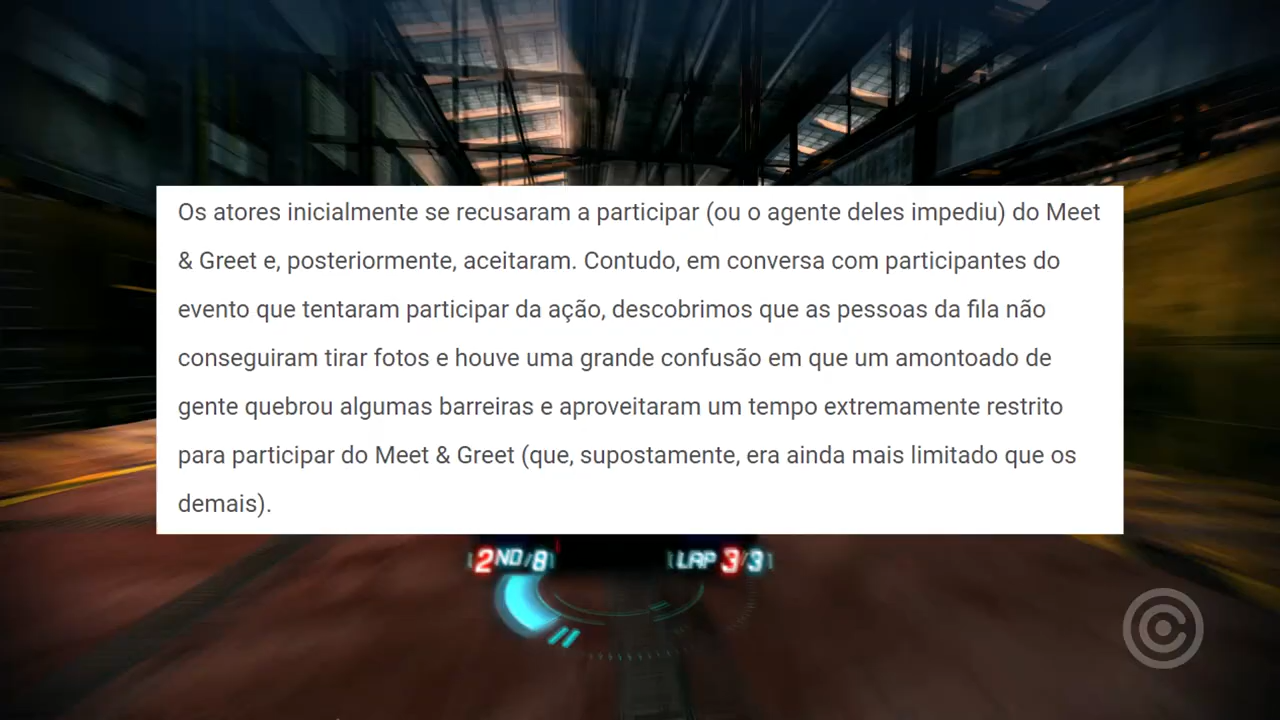 Os atores inicialmente se recusaram a participar (ou o agente deles impediu) do Meet
& Greet e, posteriormente, aceitaram. Contudo, em conversa com participantes do
evento que tentaram participar da ação, descobrimos que as pessoas da fila não
conseguiram tirar fotos e houve uma grande confusão em que um amontoado de
gente quebrou algumas barreiras e aproveitaram um tempo extremamente restrito
para participar do Meet & Greet (que, supostamente, era ainda mais limitado que os
demais).
2ND/8 LAP 3/3